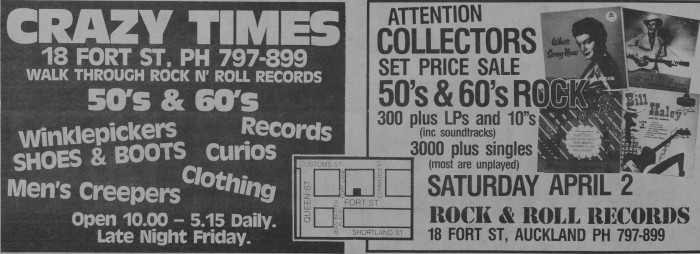 CRAZY TIMES
18 FORT ST, PH 797-899
WALK THROUGH ROCK N' ROLL RECORDS
50's & 60's
Winklepickers
SHOES & BOOTS
Records
Curios
Men's Creepers
Clothing
Open 10.00 – 5.15 Daily.
Late Night Friday.
CUSTOMS ST
QUEEN ST
FORT ST
SHORTLAND ST
ATTENTION
COLLECTORS
SET PRICE SALE
50's & 60's ROCK
300 plus LPs and 10"s
(inc soundtracks)
3000 plus singles
(most are unplayed)
SATURDAY APRIL 2
ROCK & ROLL RECORDS
18 FORT ST, AUCKLAND PH 797-899
Bill
Haley